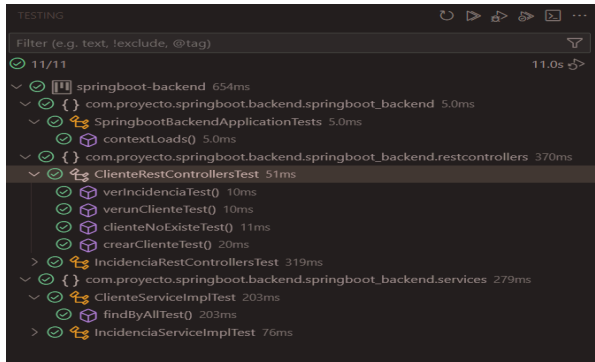 TESTING
Filter (e.g. text, !exclude, @tag)
11/11 11.0s
springboot-backend 654ms
{ } com.proyecto.springboot.backend.springboot_backend 5.0ms
SpringbootBackendApplicationTests 5.0ms
contextLoads() 5.0ms
{ } com.proyecto.springboot.backend.springboot_backend.restcontrollers 370ms
ClienteRestControllersTest 51ms
verIncidenciaTest() 10ms
verunClienteTest() 10ms
clienteNoExisteTest() 11ms
crearClienteTest() 20ms
IncidenciaRestControllersTest 319ms
{ } com.proyecto.springboot.backend.springboot_backend.services 279ms
ClienteServiceImplTest 203ms
findByAllTest() 203ms
IncidenciaServiceImplTest 76ms